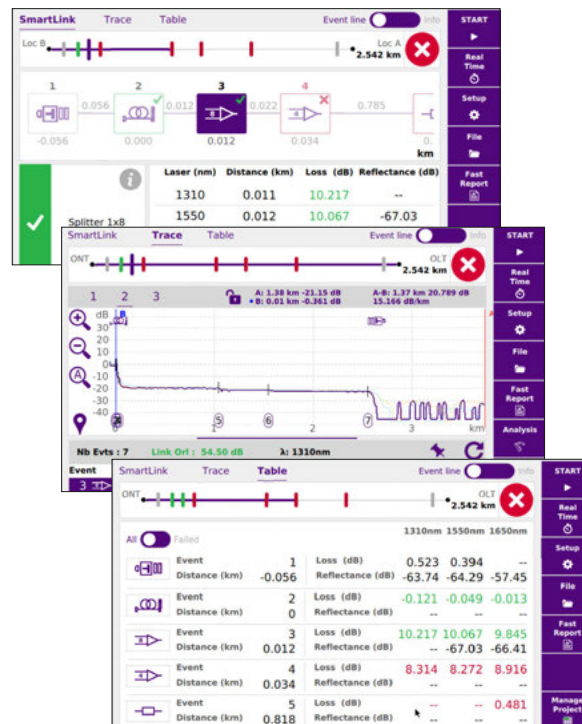 SmartLink Trace Table Event line Info START
Loc B Loc A
2.542 km
Real Time
Setup
File
Fast Report
1 2 3 4
0.056 0.012 0.022 0.785
-0.056 0.000 0.012 0.034 0.
km
Laser (nm) Distance (km) Loss (dB) Reflectance (dB)
1310 0.011 10.217 --
1550 0.012 10.067 -67.03
Splitter 1x8
SmartLink Trace Table Event line Info START
ONT OLT
2.542 km
Real Time
Setup
File
Fast Report
Analysis
1 2 3
A: 1.38 km -21.15 dB A-B: 1.37 km 20.789 dB
B: 0.01 km -0.361 dB 15.166 dB/km
dB B
30
20
10
0
-10
-20
-30
-40
5 6 7
2 3 km
Nb Evts : 7 Link Orl : 54.50 dB λ: 1310nm
Event
3
SmartLink Trace Table Event line Info START
ONT OLT
2.542 km
Real Time
Setup
File
Fast Report
Manage Project
All Failed
1310nm 1550nm 1650nm
Event 1 Loss (dB) 0.523 0.394 --
Distance (km) -0.056 Reflectance (dB) -63.74 -64.29 -57.45
Event 2 Loss (dB) -0.121 -0.049 -0.013
Distance (km) 0 Reflectance (dB) -- -- --
Event 3 Loss (dB) 10.217 10.067 9.845
Distance (km) 0.012 Reflectance (dB) -- -67.03 -66.41
Event 4 Loss (dB) 8.314 8.272 8.916
Distance (km) 0.034 Reflectance (dB) -- -- --
Event 5 Loss (dB) -- -- 0.481
Distance (km) 0.818 Reflectance (dB) -- -- --